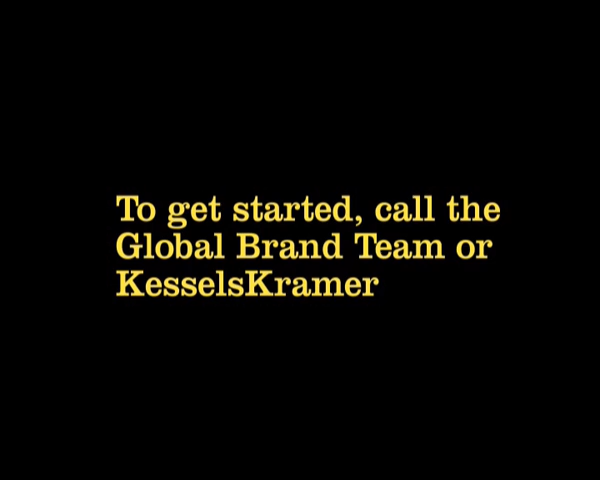 To get started, call the
Global Brand Team or
KesselsKramer